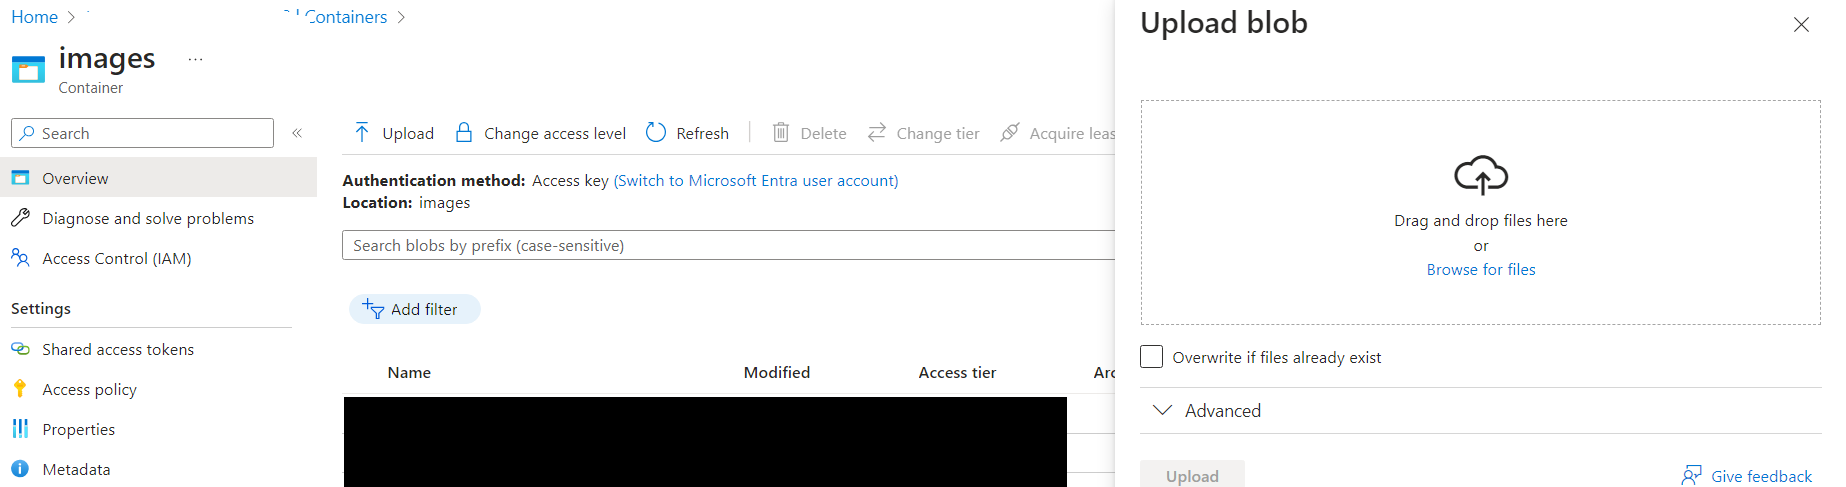 Home > Containers >
images ...
Container
Search «
Overview
Diagnose and solve problems
Access Control (IAM)
Settings
Shared access tokens
Access policy
Properties
Metadata
Upload Change access level Refresh Delete Change tier Acquire leas
Authentication method: Access key (Switch to Microsoft Entra user account)
Location: images
Search blobs by prefix (case-sensitive)
Add filter
Name Modified Access tier Arc
Upload blob
Drag and drop files here
or
Browse for files
Overwrite if files already exist
Advanced
Upload Give feedback